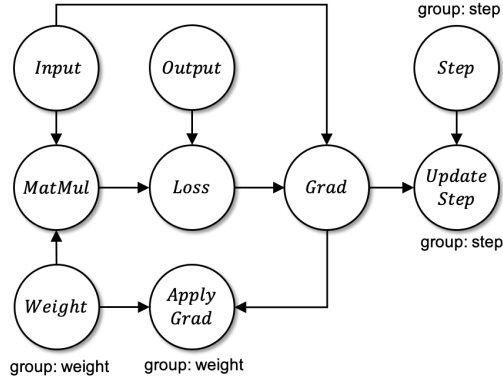 group: step
Input
Output
Step
MatMul
Loss
Grad
Update
Step
group: step
Weight
Apply
Grad
group: weight
group: weight